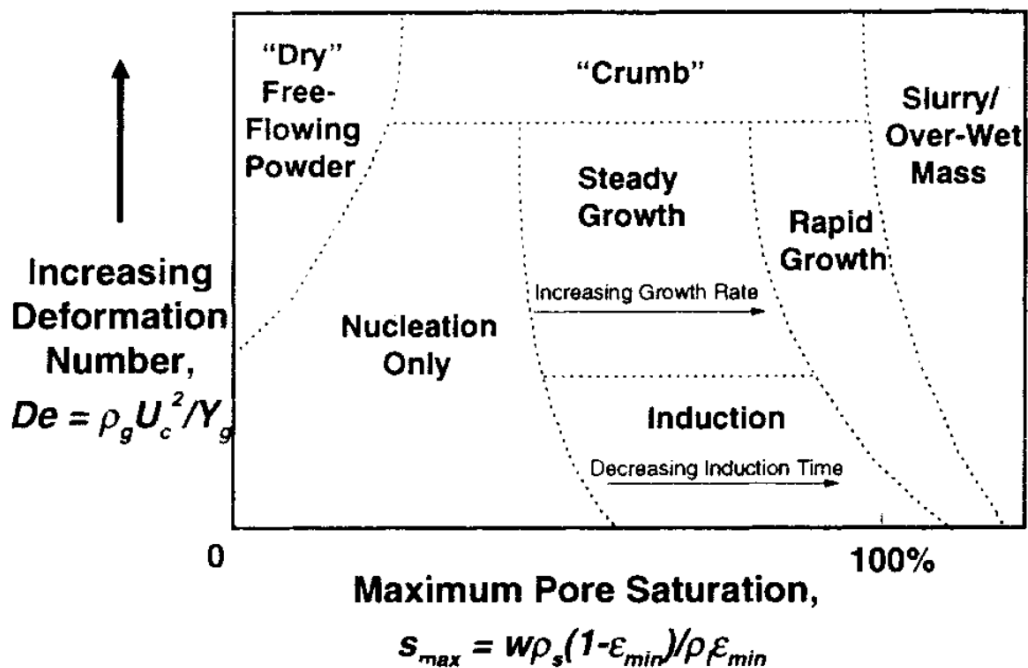 “Dry”
Free-
Flowing
Powder
“Crumb”
Slurry/
Over-Wet
Mass
Steady
Growth
Rapid
Growth
Increasing Growth Rate
Nucleation
Only
Induction
Decreasing Induction Time
Increasing
Deformation
Number,
De = ρgUc²/Yg
0
100%
Maximum Pore Saturation,
smax = wρs(1-εmin)/ρlεmin